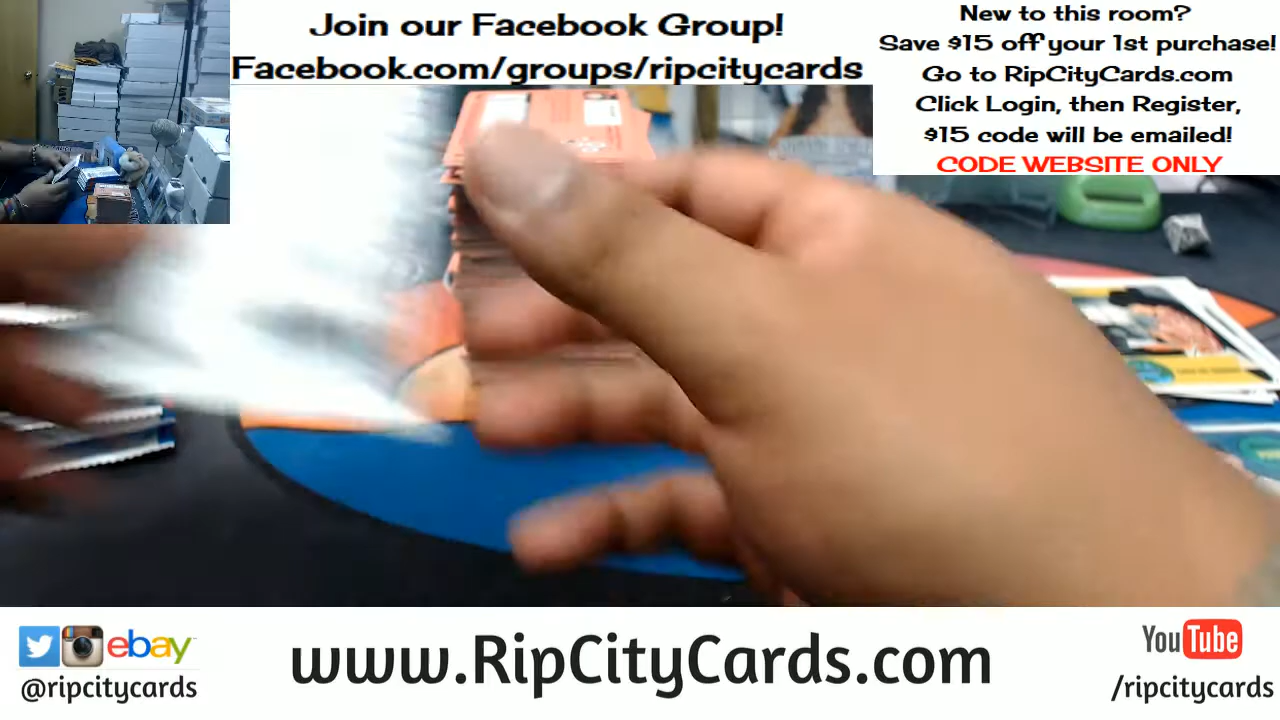 Join our Facebook Group!
Facebook.com/groups/ripcitycards
New to this room?
Save $15 off your 1st purchase!
Go to RipCityCards.com
Click Login, then Register,
$15 code will be emailed!
CODE WEBSITE ONLY
ebay
@ripcitycards
www.RipCityCards.com
YouTube
/ripcitycards